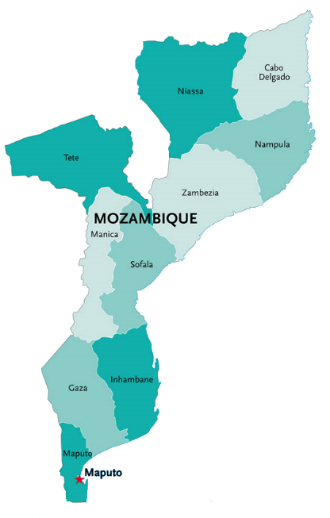 Cabo
Delgado
Niassa
Nampula
Tete
Zambezia
MOZAMBIQUE
Manica
Sofala
Inhambane
Gaza
Maputo
Maputo